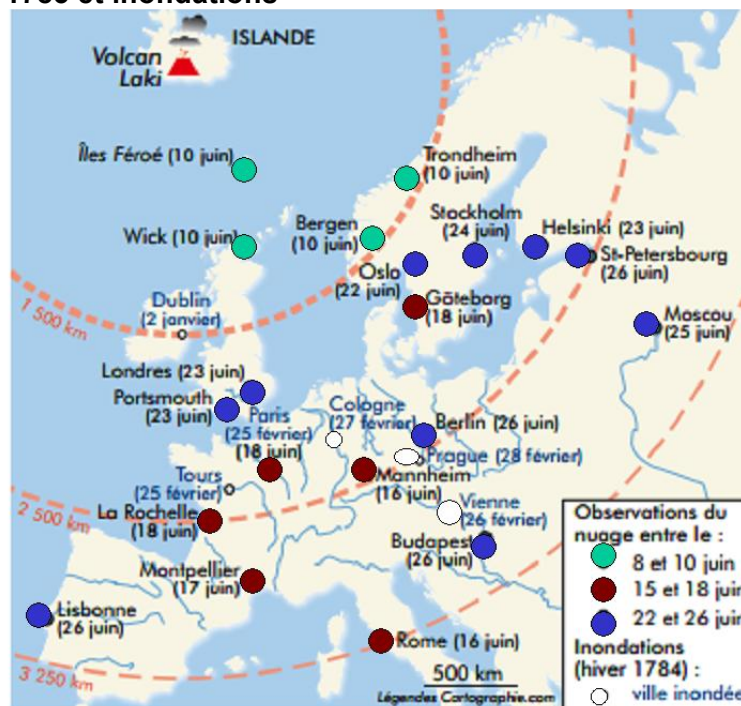 1783 et inondations
ISLANDE
Volcan
Laki
Îles Féroé (10 juin)
Trondheim
(10 juin)
Wick (10 juin)
Bergen
(10 juin)
Stockholm
(24 juin)
Helsinki (23 juin)
St-Petersbourg
(26 juin)
Oslo
(22 juin)
Göteborg
(18 juin)
Moscou
(25 juin)
Dublin
(2 janvier)
1 500 km
Londres (23 juin)
Portsmouth
(23 juin)
Paris
(25 février)
(18 juin)
Cologne
(27 février)
Berlin (26 juin)
Prague (28 février)
Mannheim
(16 juin)
Tours
(25 février)
Vienne
(26 février)
2 500 km
La Rochelle
(18 juin)
Budapest
(26 juin)
Montpellier
(17 juin)
Lisbonne
(26 juin)
Rome (16 juin)
3 250 km
500 km
Légendes Cartographie.com
Observations du
nuage entre le :
8 et 10 juin
15 et 18 juin
22 et 26 juin
Inondations
(hiver 1784) :
ville inondée